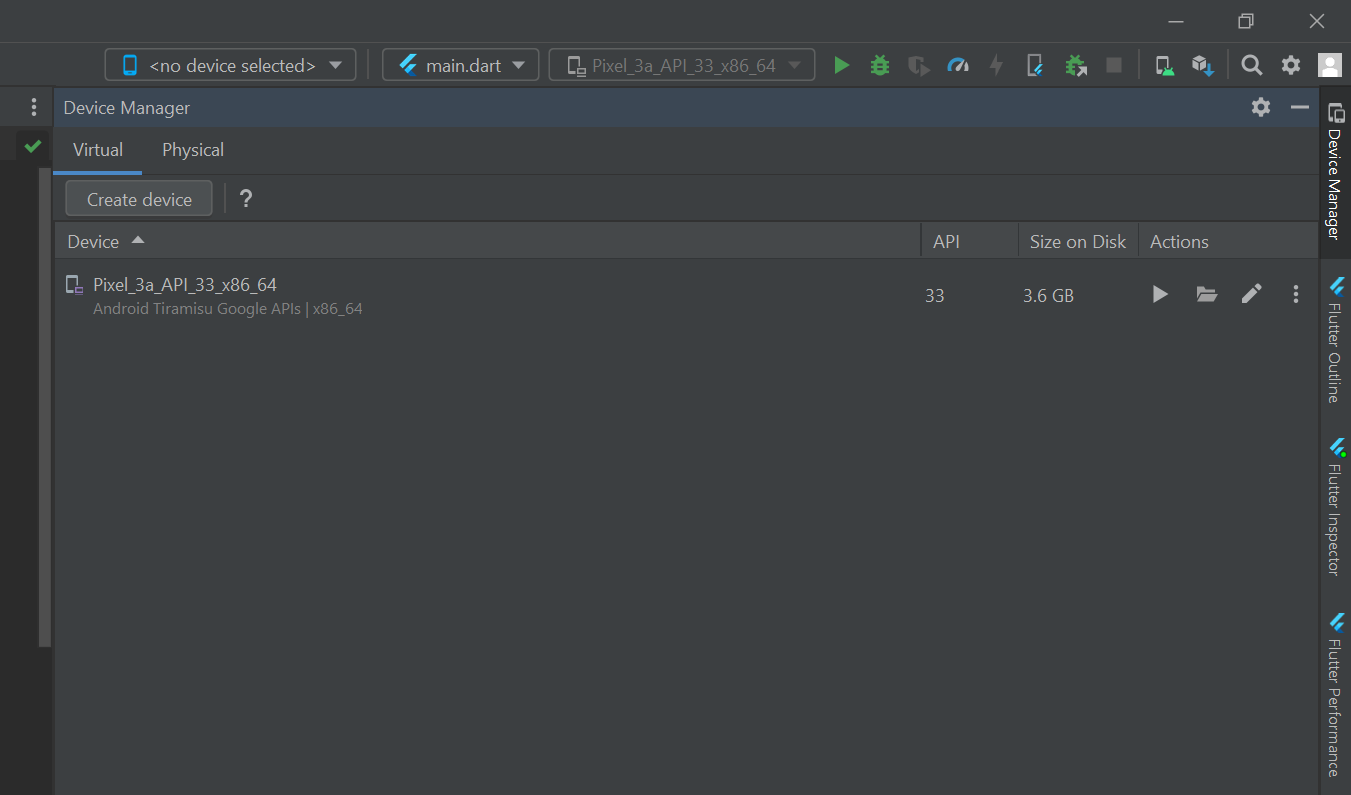 <no device selected>
main.dart
Pixel_3a_API_33_x86_64
Device Manager
Virtual
Physical
Create device
?
Device
API
Size on Disk
Actions
Pixel_3a_API_33_x86_64
Android Tiramisu Google APIs | x86_64
33
3.6 GB
Device Manager
Flutter Outline
Flutter Inspector
Flutter Performance